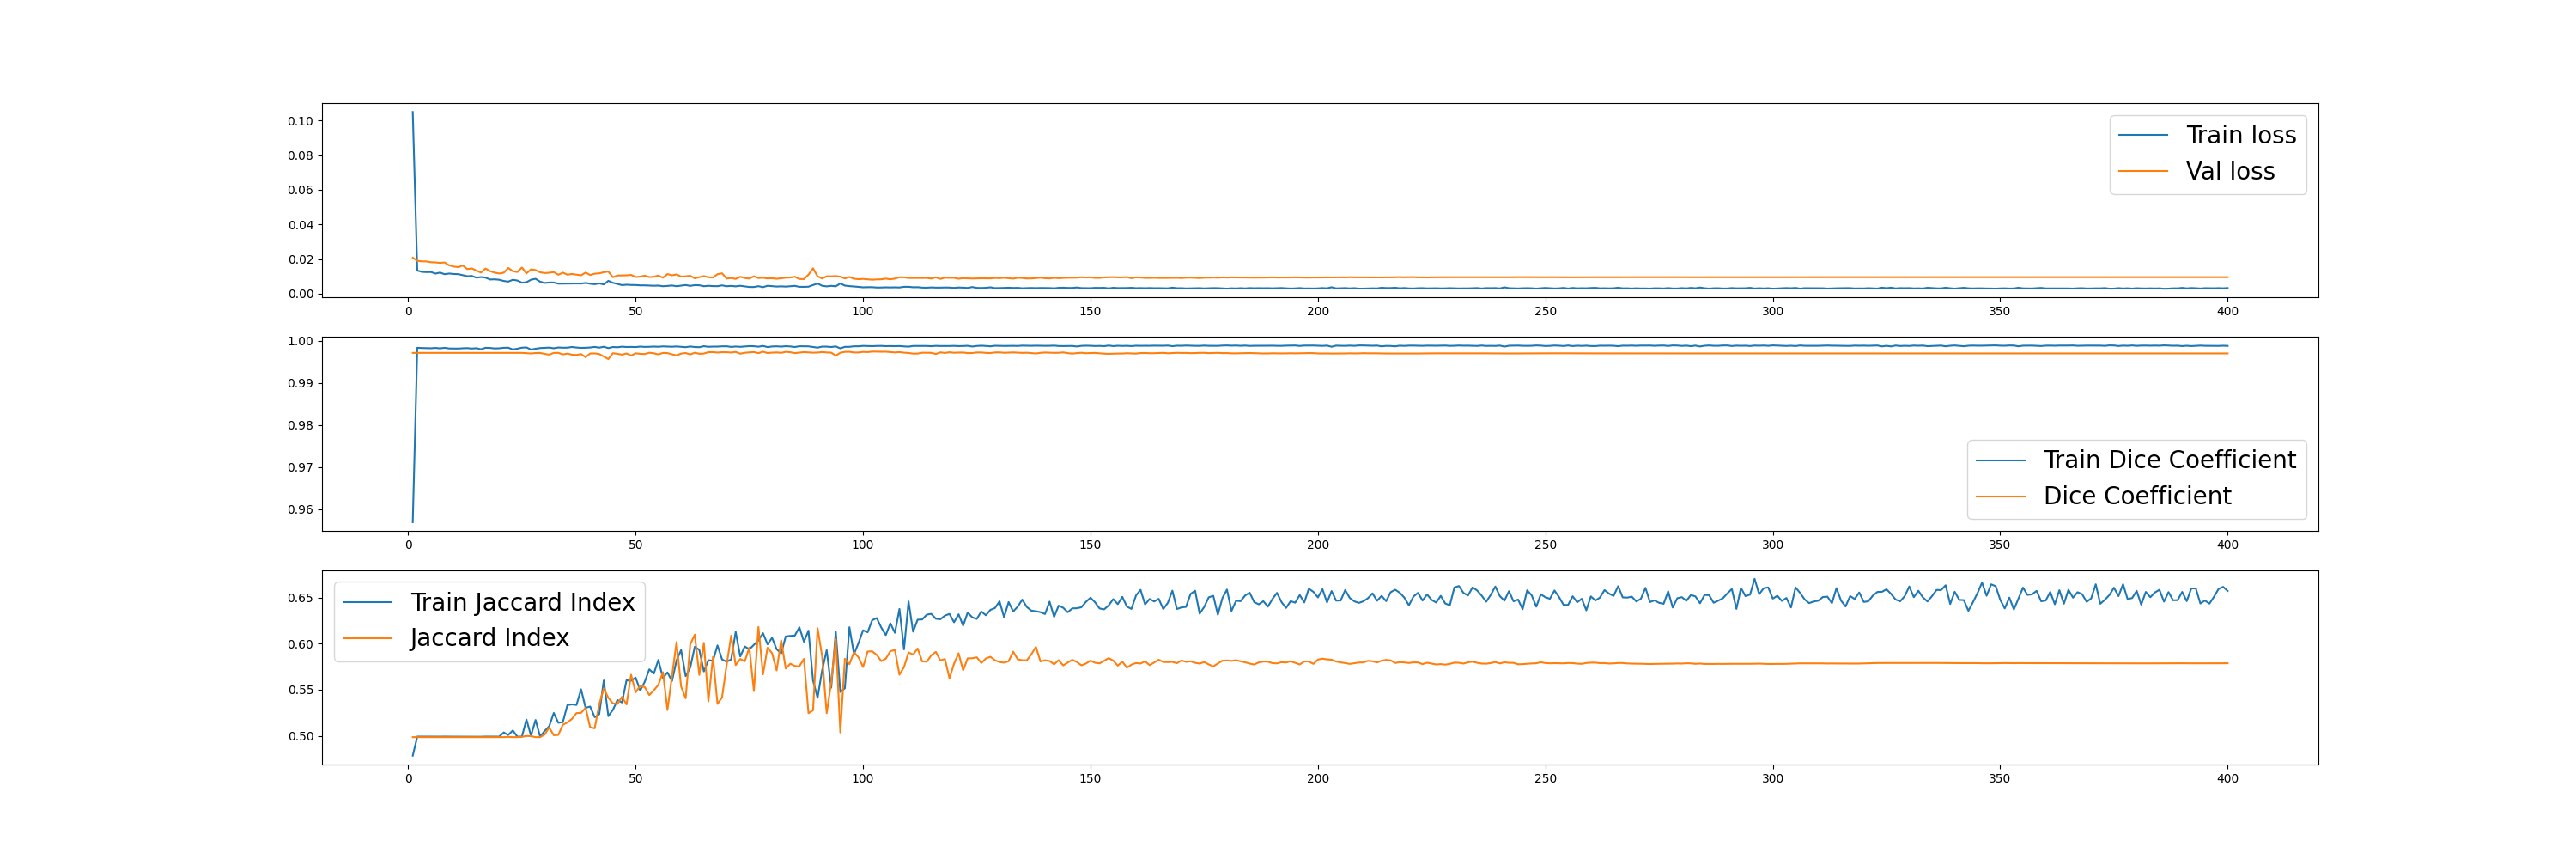 0.10
0.08
0.06
0.04
0.02
0.00
0 50 100 150 200 250 300 350 400
Train loss
Val loss
1.00
0.99
0.98
0.97
0.96
0 50 100 150 200 250 300 350 400
Train Dice Coefficient
Dice Coefficient
0.65
0.60
0.55
0.50
0 50 100 150 200 250 300 350 400
Train Jaccard Index
Jaccard Index